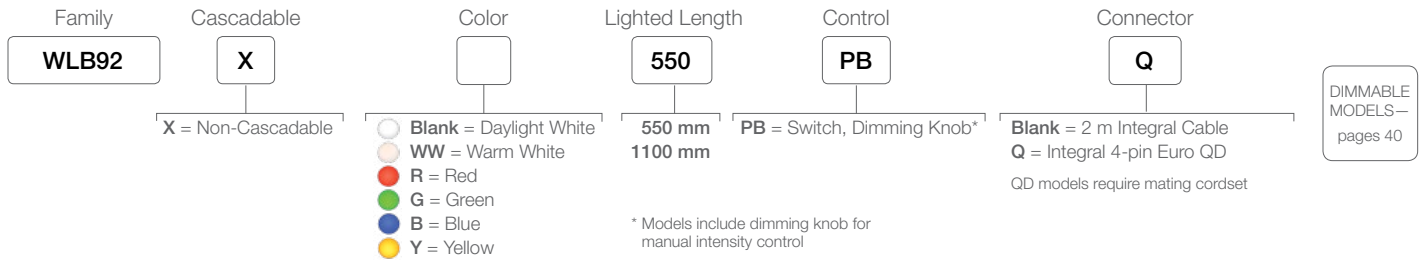 Family
Cascadable
Color
Lighted Length
Control
Connector
WLB92
X
550
PB
Q
X = Non-Cascadable
Blank = Daylight White
WW = Warm White
R = Red
G = Green
B = Blue
Y = Yellow
550 mm
1100 mm
PB = Switch, Dimming Knob*
* Models include dimming knob for
manual intensity control
Blank = 2 m Integral Cable
Q = Integral 4-pin Euro QD
QD models require mating cordset
DIMMABLE
MODELS—
pages 40